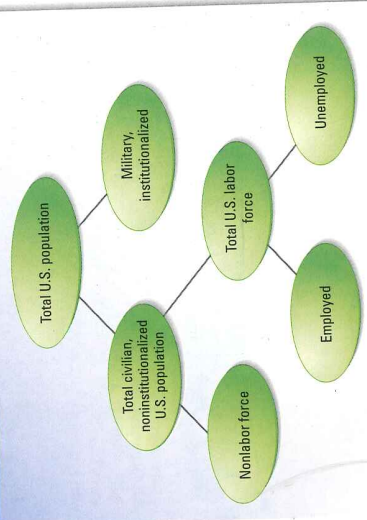 Total U.S. population
Total civilian,
noninstitutionalized
U.S. population
Military,
institutionalized
Nonlabor force
Total U.S. labor
force
Employed
Unemployed